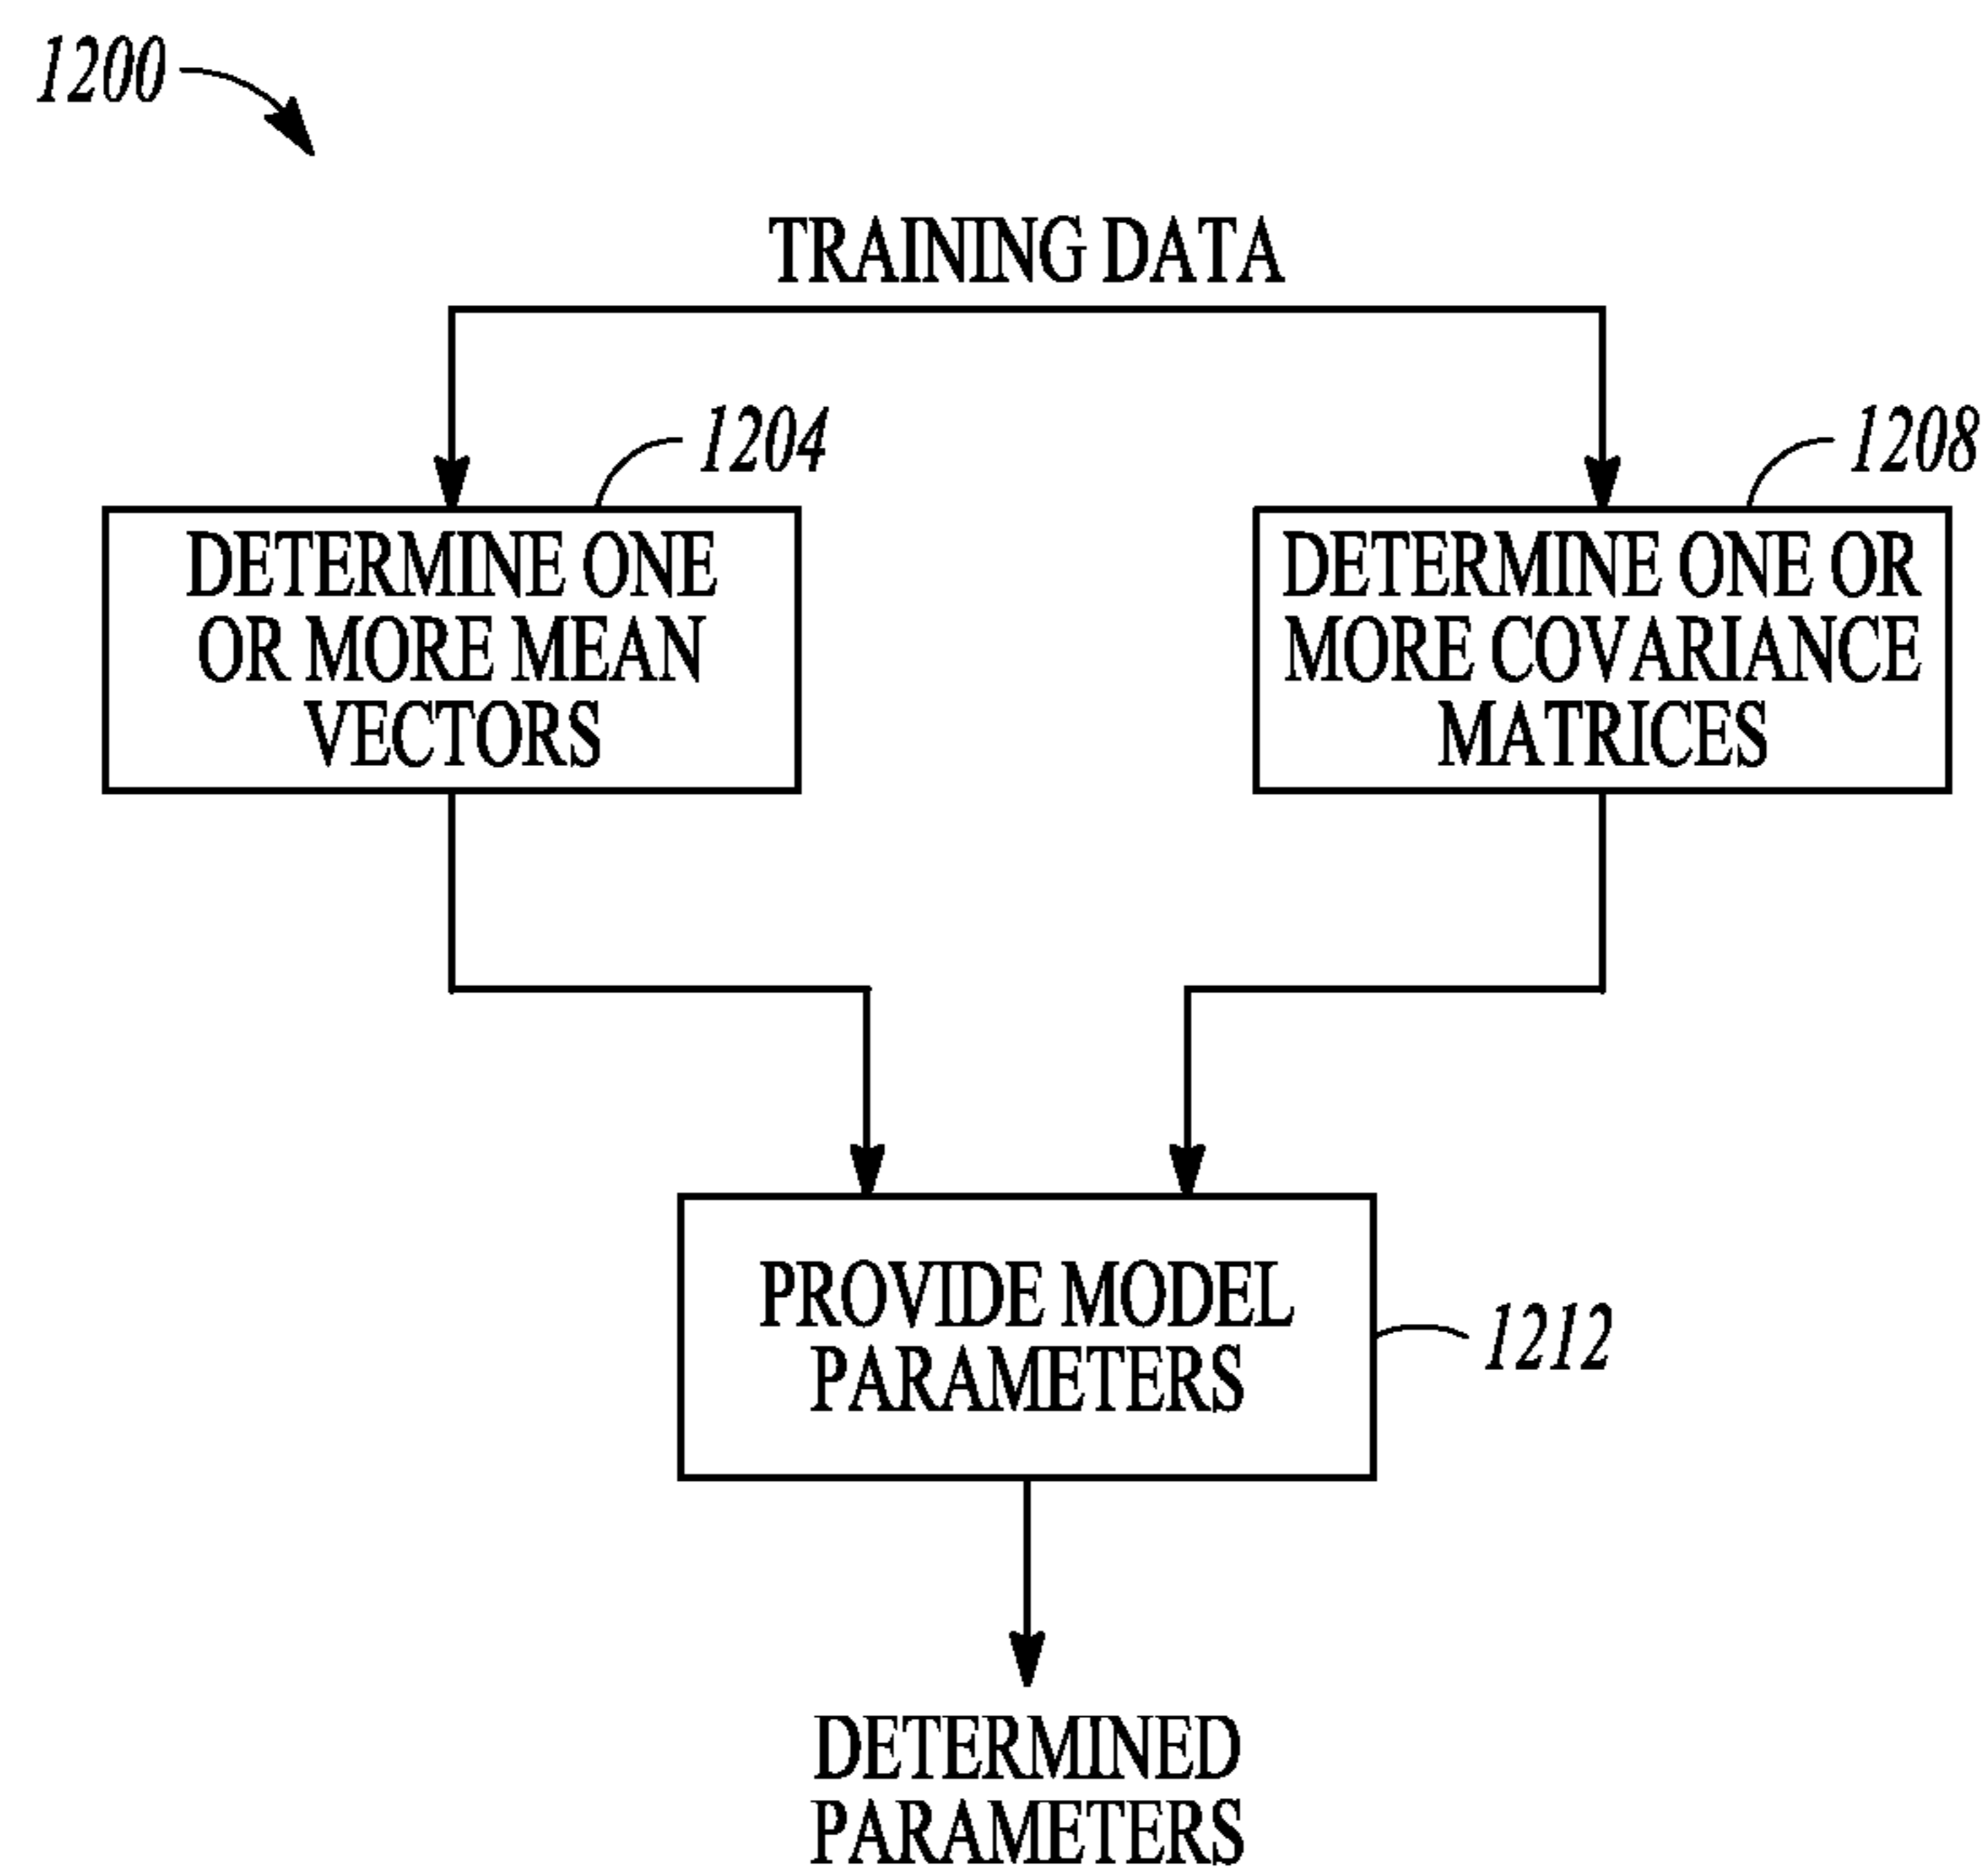 1200
TRAINING DATA
1204
1208
DETERMINE ONE
OR MORE MEAN
VECTORS
DETERMINE ONE OR
MORE COVARIANCE
MATRICES
PROVIDE MODEL
PARAMETERS
1212
DETERMINED
PARAMETERS